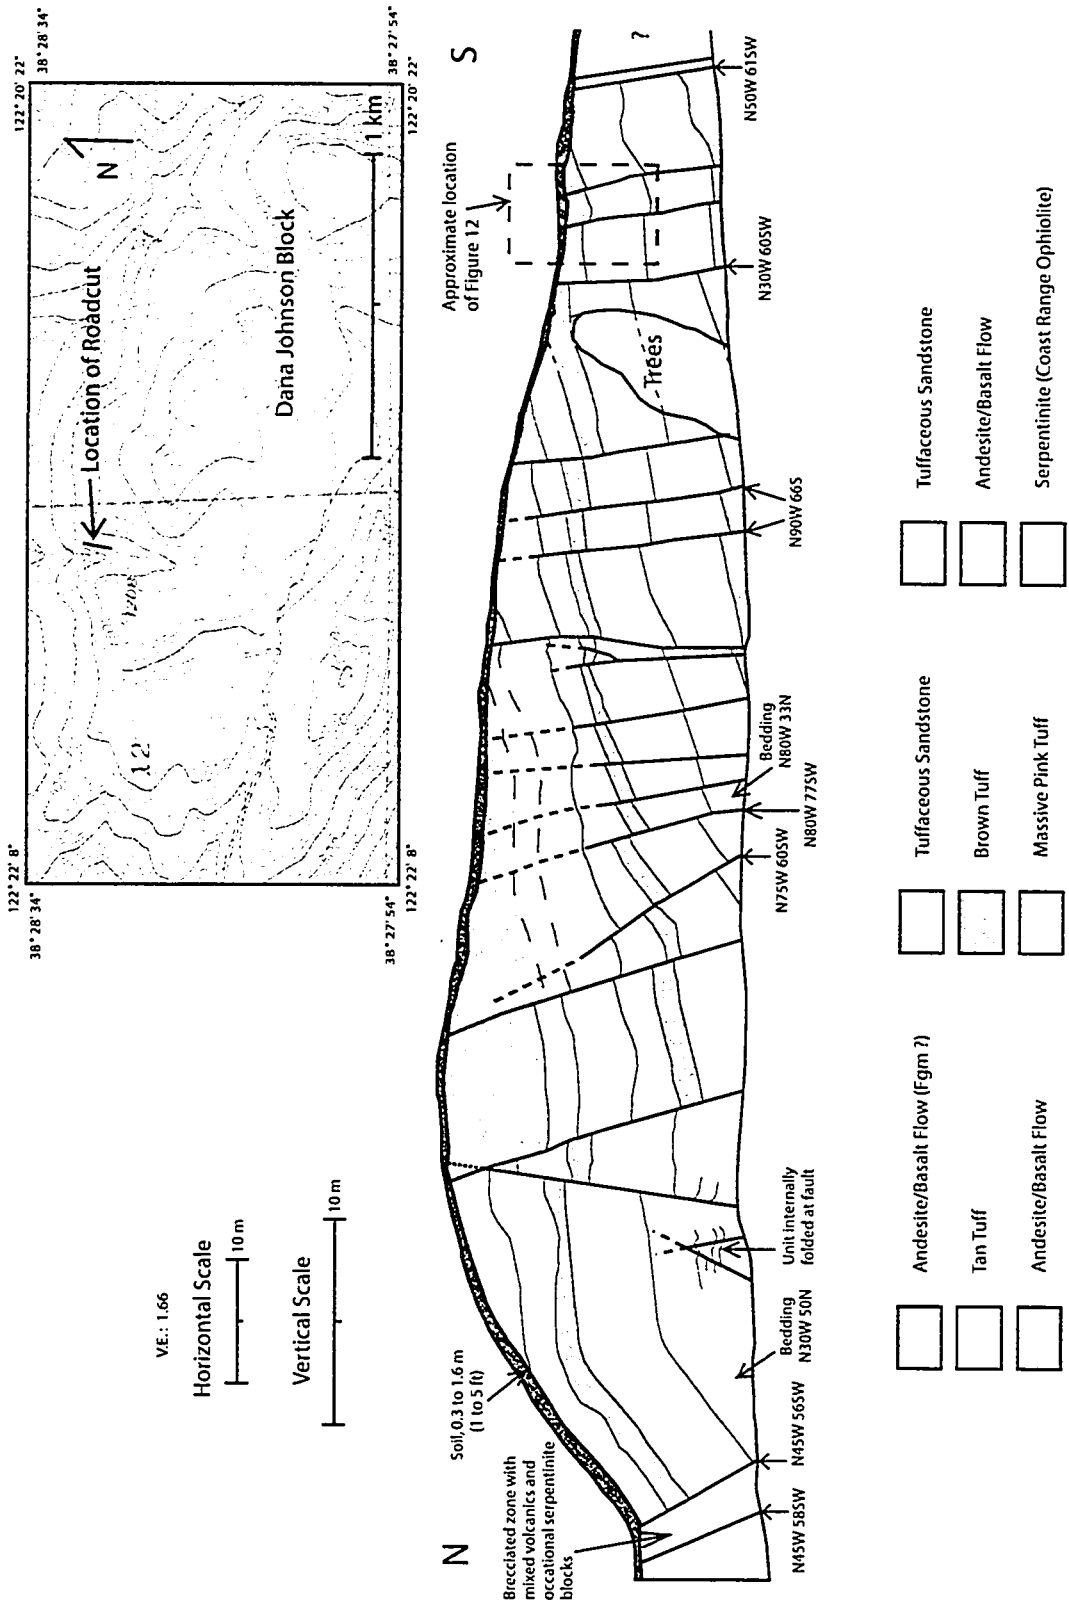 122° 22' 8"
122° 20' 22"
38° 28' 34"
38° 28' 34"
Location of Roadcut
N
1208
12
Dana Johnson Block
1 km
38° 27' 54"
38° 27' 54"
122° 22' 8"
122° 20' 22"
V.E.: 1.66
Horizontal Scale
10 m
Vertical Scale
10 m
N
S
Soil, 0.3 to 1.6 m
(1 to 5 ft)
Approximate location
of Figure 12
Brecciated zone with
mixed volcanics and
occational serpentinite
blocks
Trees
?
N45W 58SW
N45W 56SW
Bedding
N30W 50N
Unit internally
folded at fault
N75W 60SW
N80W 77SW
Bedding
N80W 33N
N90W 66S
N30W 60SW
N50W 61SW
Andesite/Basalt Flow (Fgm ?)
Tan Tuff
Andesite/Basalt Flow
Tuffaceous Sandstone
Brown Tuff
Massive Pink Tuff
Tuffaceous Sandstone
Andesite/Basalt Flow
Serpentinite (Coast Range Ophiolite)